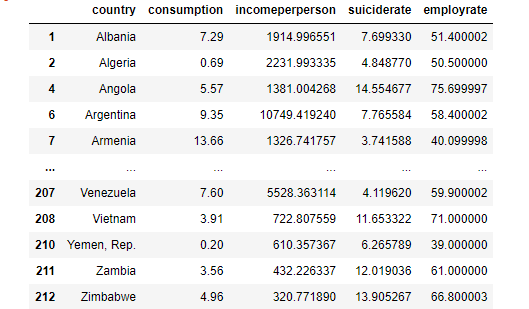 country consumption incomeperperson suiciderate employrate
1 Albania 7.29 1914.996551 7.699330 51.400002
2 Algeria 0.69 2231.993335 4.848770 50.500000
4 Angola 5.57 1381.004268 14.554677 75.699997
6 Argentina 9.35 10749.419240 7.765584 58.400002
7 Armenia 13.66 1326.741757 3.741588 40.099998
... ... ... ... ... ...
207 Venezuela 7.60 5528.363114 4.119620 59.900002
208 Vietnam 3.91 722.807559 11.653322 71.000000
210 Yemen, Rep. 0.20 610.357367 6.265789 39.000000
211 Zambia 3.56 432.226337 12.019036 61.000000
212 Zimbabwe 4.96 320.771890 13.905267 66.800003